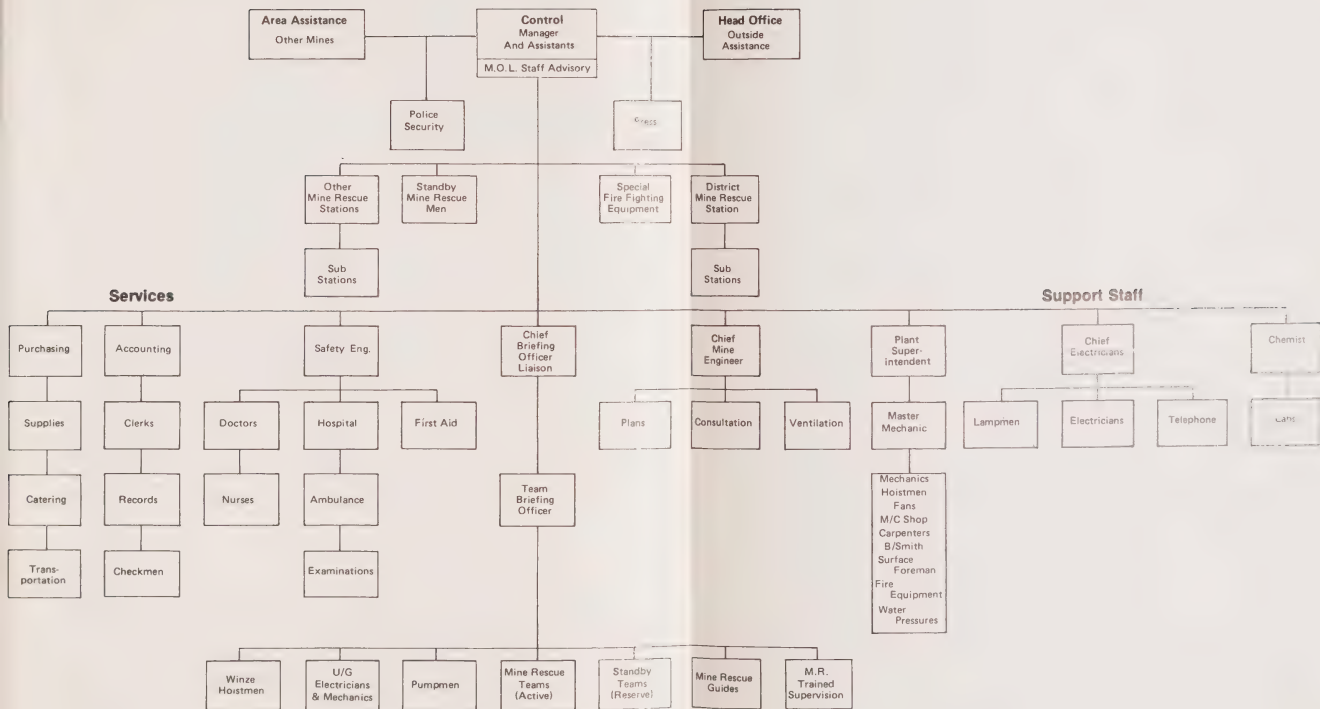 Area Assistance
Other Mines
Control
Manager
And Assistants
M.O.L. Staff Advisory
Head Office
Outside
Assistance
Police
Security
Press
Other
Mine Rescue
Stations
Standby
Mine Rescue
Men
Special
Fire Fighting
Equipment
District
Mine Rescue
Station
Sub
Stations
Sub
Stations
Services
Support Staff
Purchasing
Accounting
Safety Eng.
Chief
Briefing
Officer
Liaison
Chief
Mine
Engineer
Plant
Super-
intendent
Chief
Electricians
Chemist
Supplies
Clerks
Doctors
Hospital
First Aid
Plans
Consultation
Ventilation
Master
Mechanic
Lampmen
Electricians
Telephone
Catering
Records
Nurses
Ambulance
Team
Briefing
Officer
Mechanics
Hoistmen
Fans
M/C Shop
Carpenters
B/Smith
Surface
Foreman
Fire
Equipment
Water
Pressures
Trans-
portation
Checkmen
Examinations
Winze
Hoistmen
U/G
Electricians
& Mechanics
Pumpmen
Mine Rescue
Teams
(Active)
Standby
Teams
(Reserve)
Mine Rescue
Guides
M.R.
Trained
Supervision